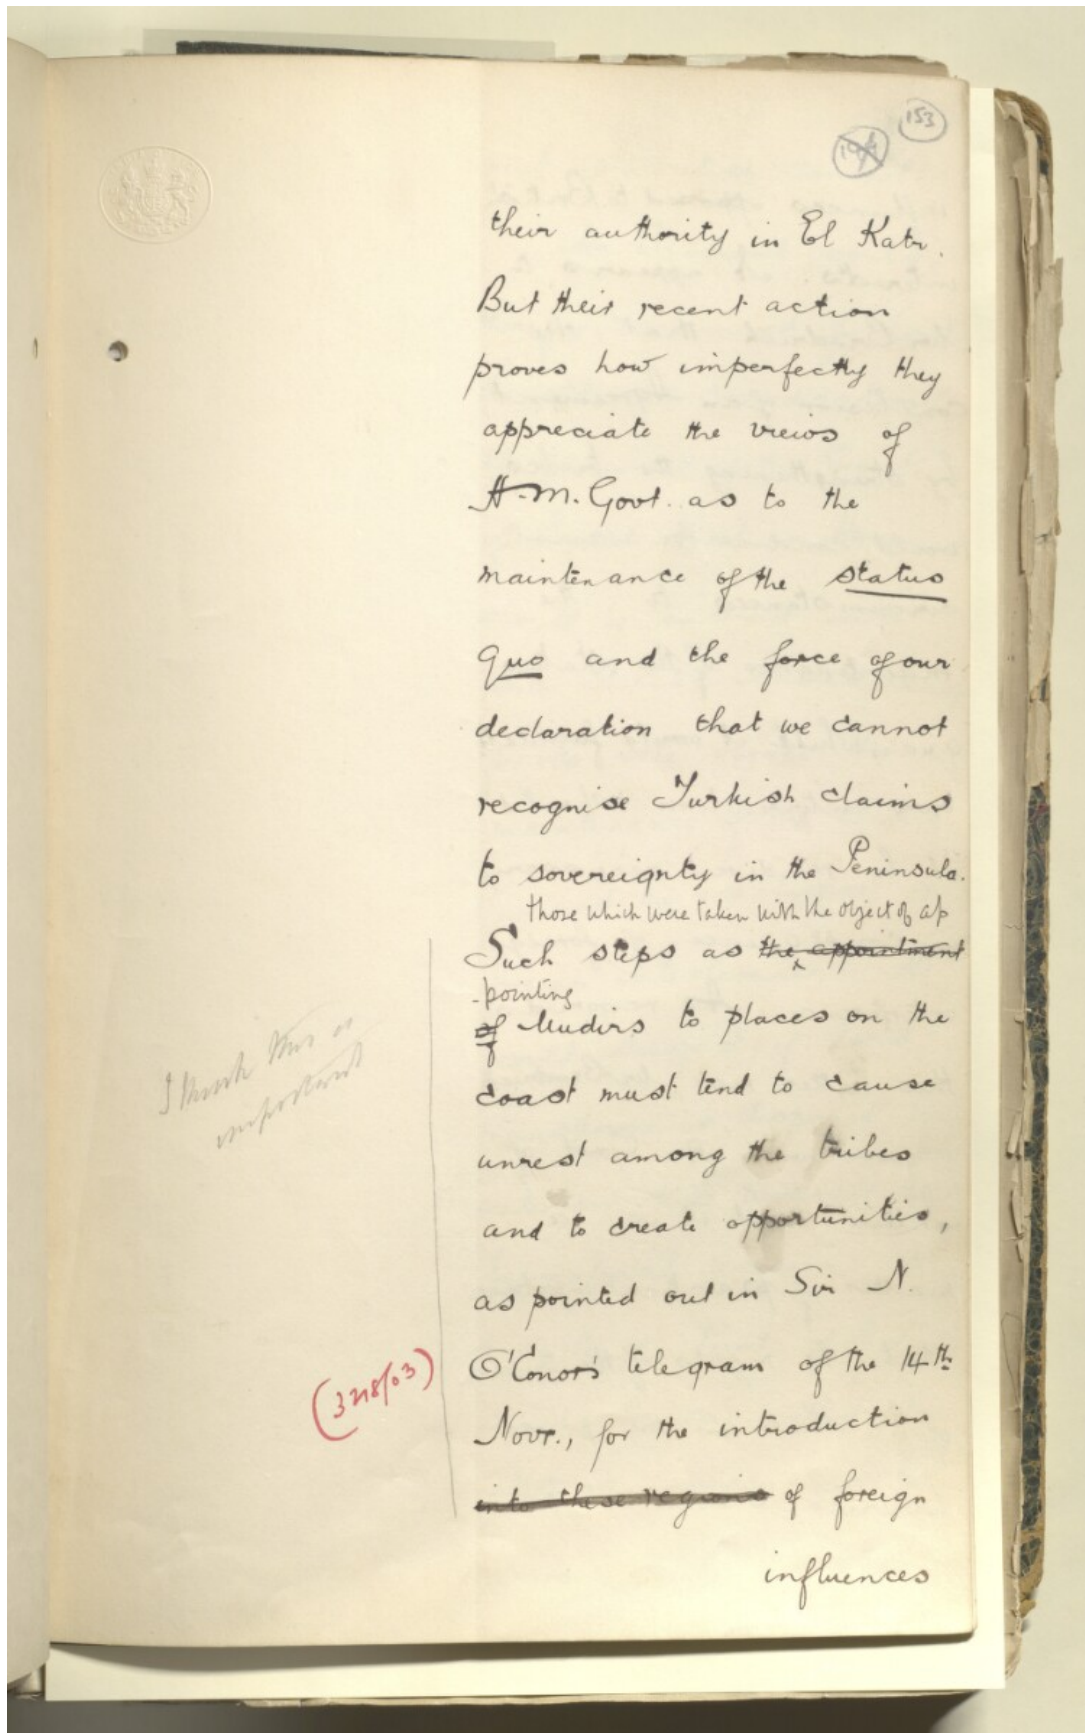 153
their authority in El Katr.
But their recent action
proves how imperfectly they
appreciate the views of
H.M. Govt. as to the
maintenance of the status
quo and the force of our
declaration that we cannot
recognise Turkish claims
to sovereignty in the Peninsula.
those which were taken with the object of ap
Such steps as the appointment
-pointing
of Mudirs to places on the
coast must tend to cause
unrest among the tribes
and to create opportunities,
as pointed out in Sir N.
O'Conor's telegram of the 14th
Novr., for the introduction
into these regions of foreign
influences
I think this is
important